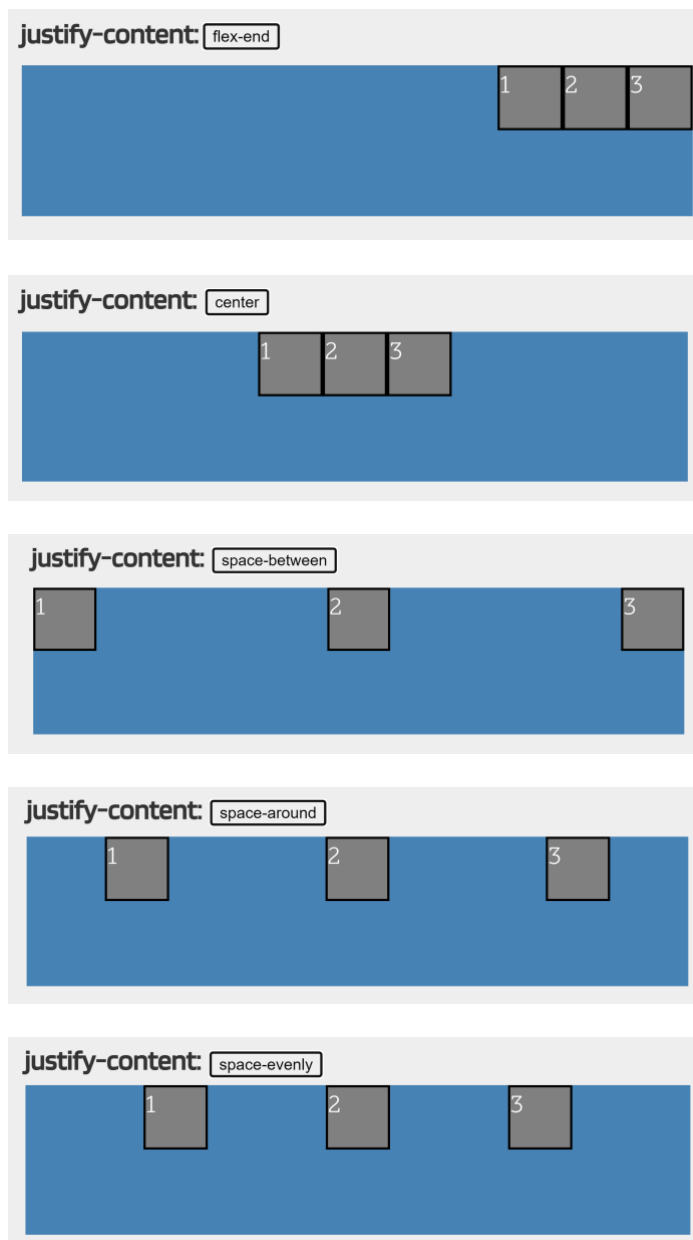 justify-content: flex-end
1 2 3
justify-content: center
1 2 3
justify-content: space-between
1 2 3
justify-content: space-around
1 2 3
justify-content: space-evenly
1 2 3